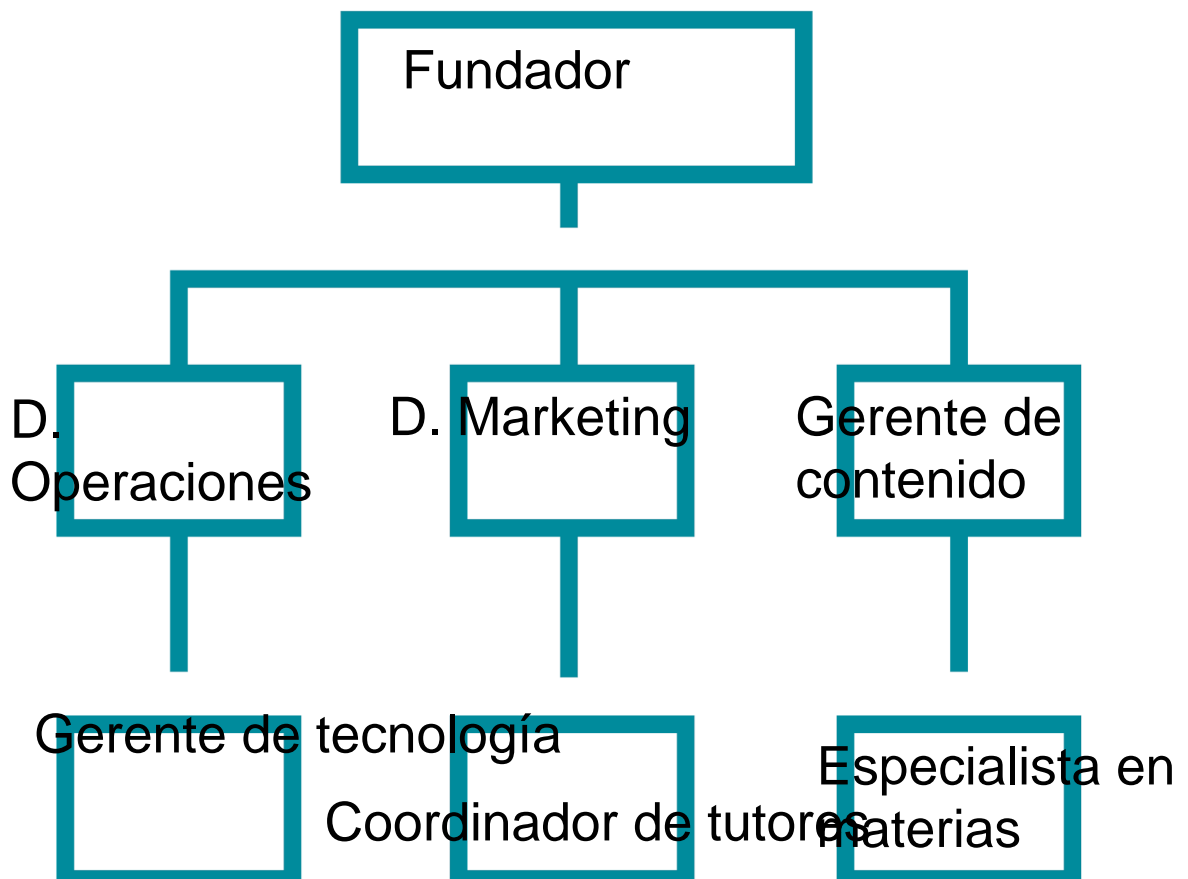 Fundador
D.
Operaciones
D. Marketing
Gerente de
contenido
Gerente de tecnología
Coordinador de tutores
Especialista en
materias